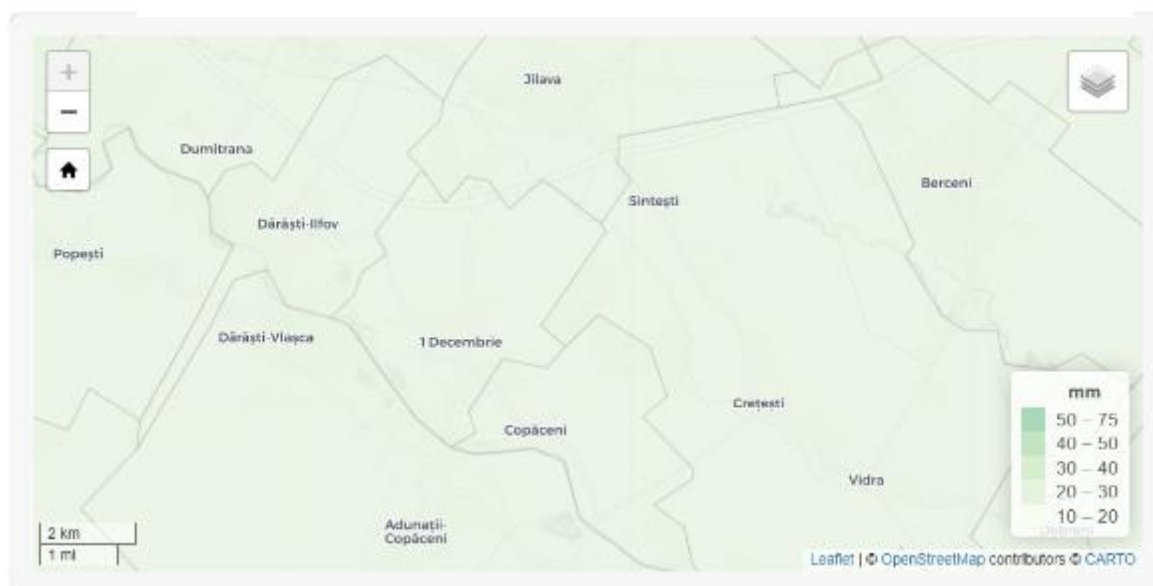 +
Jilava
−
Dumitrana
Berceni
Sintești
Dărăști-Ilfov
Popești
Dărăști-Vlașca
1 Decembrie
Crețești
Copăceni
Vidra
Adunații-
Copăceni
mm
50 – 75
40 – 50
30 – 40
20 – 30
10 – 20
2 km
1 mi
Leaflet | © OpenStreetMap contributors © CARTO